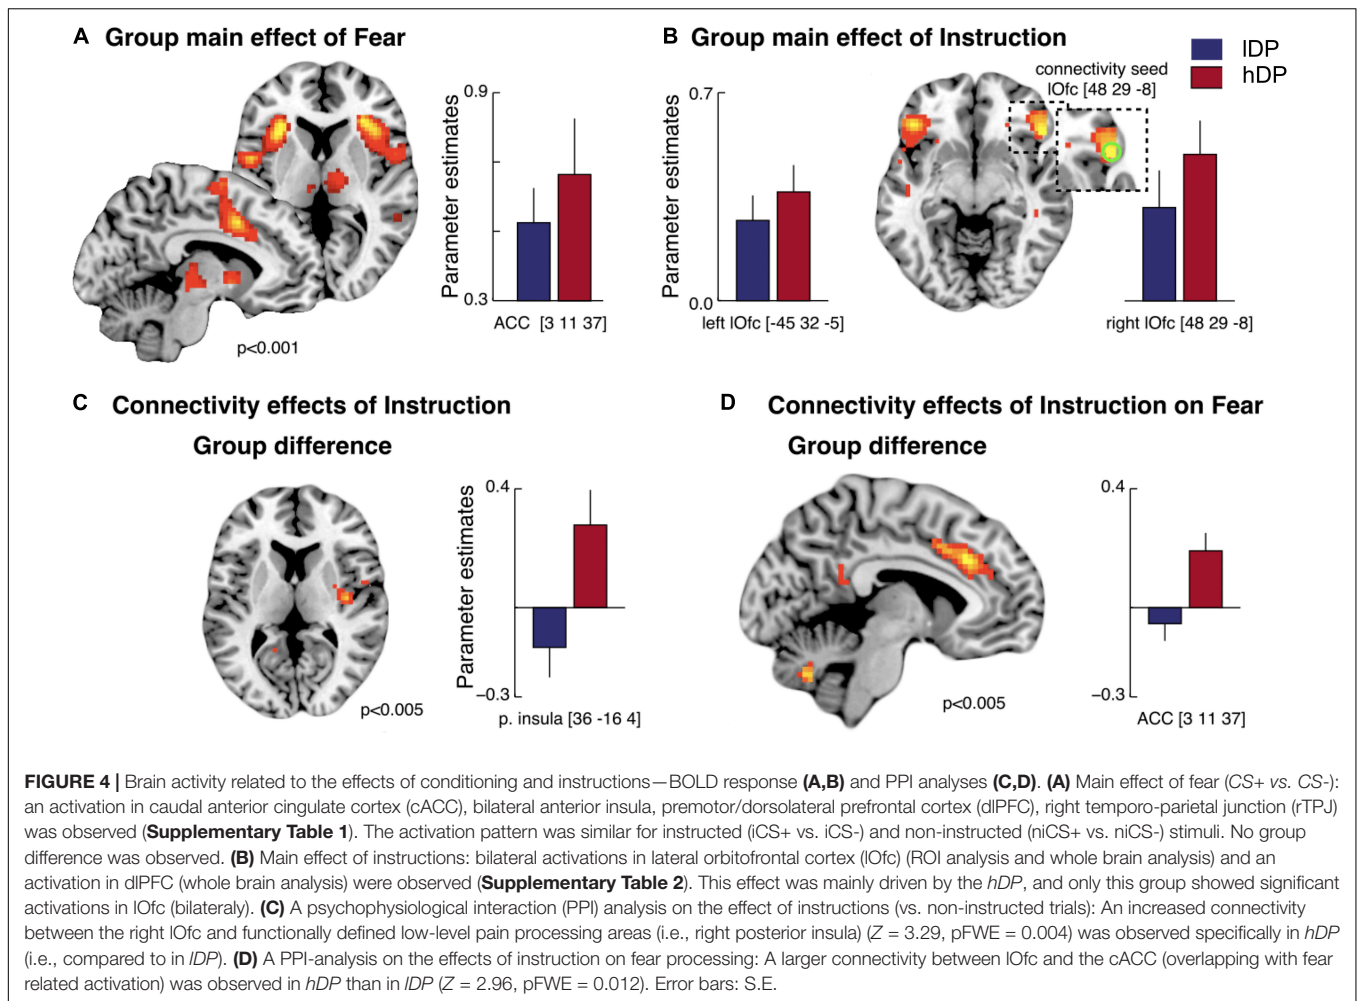 A Group main effect of Fear
0.9
Parameter estimates
0.3
ACC [3 11 37]
p<0.001
B Group main effect of Instruction
lDP
hDP
connectivity seed
lOfc [48 29 -8]
0.7
Parameter estimates
0.0
left lOfc [-45 32 -5]
right lOfc [48 29 -8]
C Connectivity effects of Instruction
Group difference
0.4
Parameter estimates
−0.3
p. insula [36 -16 4]
p<0.005
D Connectivity effects of Instruction on Fear
Group difference
0.4
−0.3
ACC [3 11 37]
p<0.005
FIGURE 4 | Brain activity related to the effects of conditioning and instructions—BOLD response (A,B) and PPI analyses (C,D). (A) Main effect of fear (CS+ vs. CS-):
an activation in caudal anterior cingulate cortex (cACC), bilateral anterior insula, premotor/dorsolateral prefrontal cortex (dlPFC), right temporo-parietal junction (rTPJ)
was observed (Supplementary Table 1). The activation pattern was similar for instructed (iCS+ vs. iCS-) and non-instructed (niCS+ vs. niCS-) stimuli. No group
difference was observed. (B) Main effect of instructions: bilateral activations in lateral orbitofrontal cortex (lOfc) (ROI analysis and whole brain analysis) and an
activation in dlPFC (whole brain analysis) were observed (Supplementary Table 2). This effect was mainly driven by the hDP, and only this group showed significant
activations in lOfc (bilateraly). (C) A psychophysiological interaction (PPI) analysis on the effect of instructions (vs. non-instructed trials): An increased connectivity
between the right lOfc and functionally defined low-level pain processing areas (i.e., right posterior insula) (Z = 3.29, pFWE = 0.004) was observed specifically in hDP
(i.e., compared to in lDP). (D) A PPI-analysis on the effects of instruction on fear processing: A larger connectivity between lOfc and the cACC (overlapping with fear
related activation) was observed in hDP than in lDP (Z = 2.96, pFWE = 0.012). Error bars: S.E.